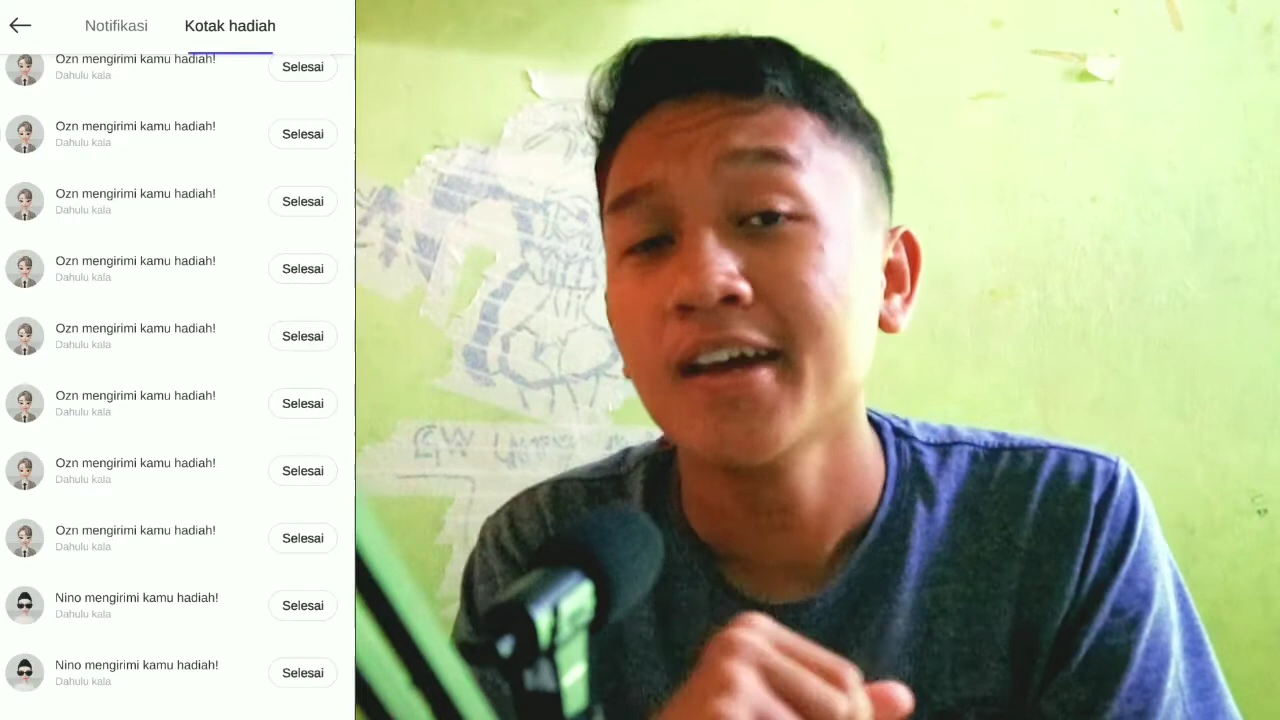 Notifikasi
Kotak hadiah
Ozn mengirimi kamu hadiah!
Dahulu kala
Selesai
Ozn mengirimi kamu hadiah!
Dahulu kala
Selesai
Ozn mengirimi kamu hadiah!
Dahulu kala
Selesai
Ozn mengirimi kamu hadiah!
Dahulu kala
Selesai
Ozn mengirimi kamu hadiah!
Dahulu kala
Selesai
Ozn mengirimi kamu hadiah!
Dahulu kala
Selesai
Ozn mengirimi kamu hadiah!
Dahulu kala
Selesai
Ozn mengirimi kamu hadiah!
Dahulu kala
Selesai
Nino mengirimi kamu hadiah!
Dahulu kala
Selesai
Nino mengirimi kamu hadiah!
Dahulu kala
Selesai